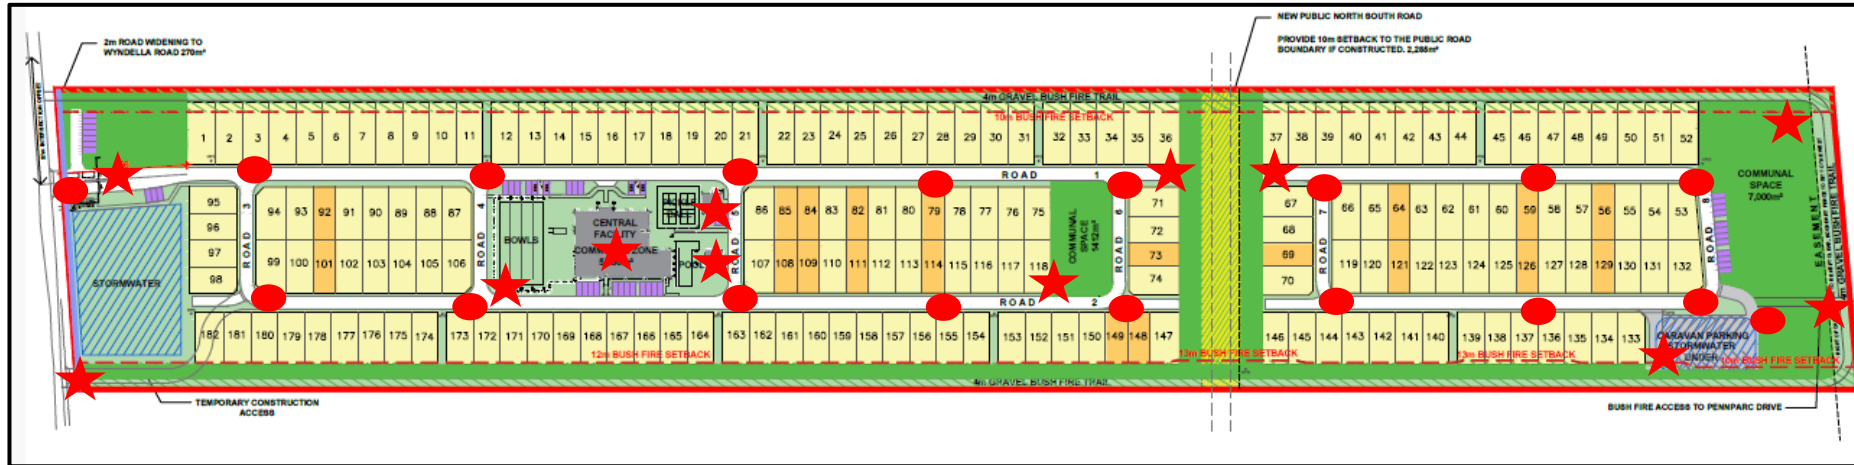 2m ROAD WIDENING TO
WYNDELLA ROAD 270m²
NEW PUBLIC NORTH SOUTH ROAD
PROVIDE 10m SETBACK TO THE PUBLIC ROAD
BOUNDARY IF CONSTRUCTED. 2,265m²
4m GRAVEL BUSH FIRE TRAIL
10m BUSH FIRE SETBACK
1 2 3 4 5 6 7 8 9 10 11 12 13 14 15 16 17 18 19 20 21 22 23 24 25 26 27 28 29 30 31 32 33 34 35 36 37 38 39 40 41 42 43 44 45 46 47 48 49 50 51 52
ROAD 1
COMMUNAL
SPACE
7,000m²
95
96
97
98
ROAD 3
94 93 92 91 90 89 88 87
99 100 101 102 103 104 105 106
ROAD 4
BOWLS
CENTRAL
FACILITY
POOL
ROAD 5
86 85 84 83 82 81 80 79 78 77 76 75
107 108 109 110 111 112 113 114 115 116 117 118
COMMUNAL
SPACE
1412m²
ROAD 6
71
72
73
74
67
68
69
70
ROAD 7
66 65 64 63 62 61 60 59 58 57 56 55 54 53
119 120 121 122 123 124 125 126 127 128 129 130 131 132
ROAD 8
EASEMENT
4m GRAVEL BUSH FIRE TRAIL
STORMWATER
ROAD 2
182 181 180 179 178 177 176 175 174 173 172 171 170 169 168 167 166 165 164 163 162 161 160 159 158 157 156 155 154 153 152 151 150 149 148 147 146 145 144 143 142 141 140 139 138 137 136 135 134 133
CARAVAN PARKING
STORMWATER
UNDER
12m BUSH FIRE SETBACK
13m BUSH FIRE SETBACK
13m BUSH FIRE SETBACK
BUSH FIRE SETBACK
4m GRAVEL BUSH FIRE TRAIL
TEMPORARY CONSTRUCTION
ACCESS
BUSH FIRE ACCESS TO PENNPARC DRIVE